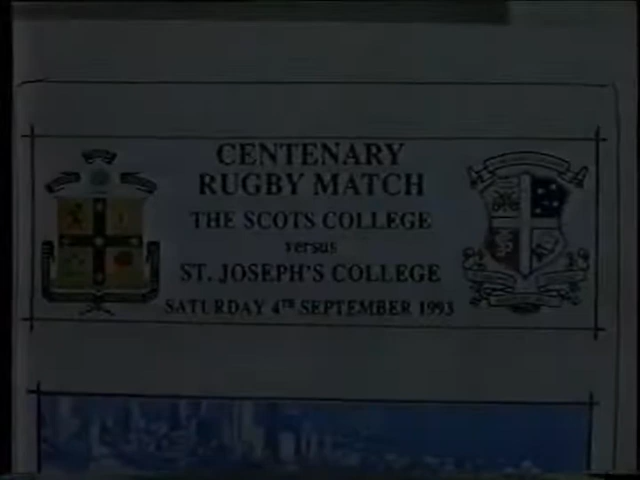 CENTENARY
RUGBY MATCH
THE SCOTS COLLEGE
versus
ST. JOSEPH'S COLLEGE
SATURDAY 4TH SEPTEMBER 1993